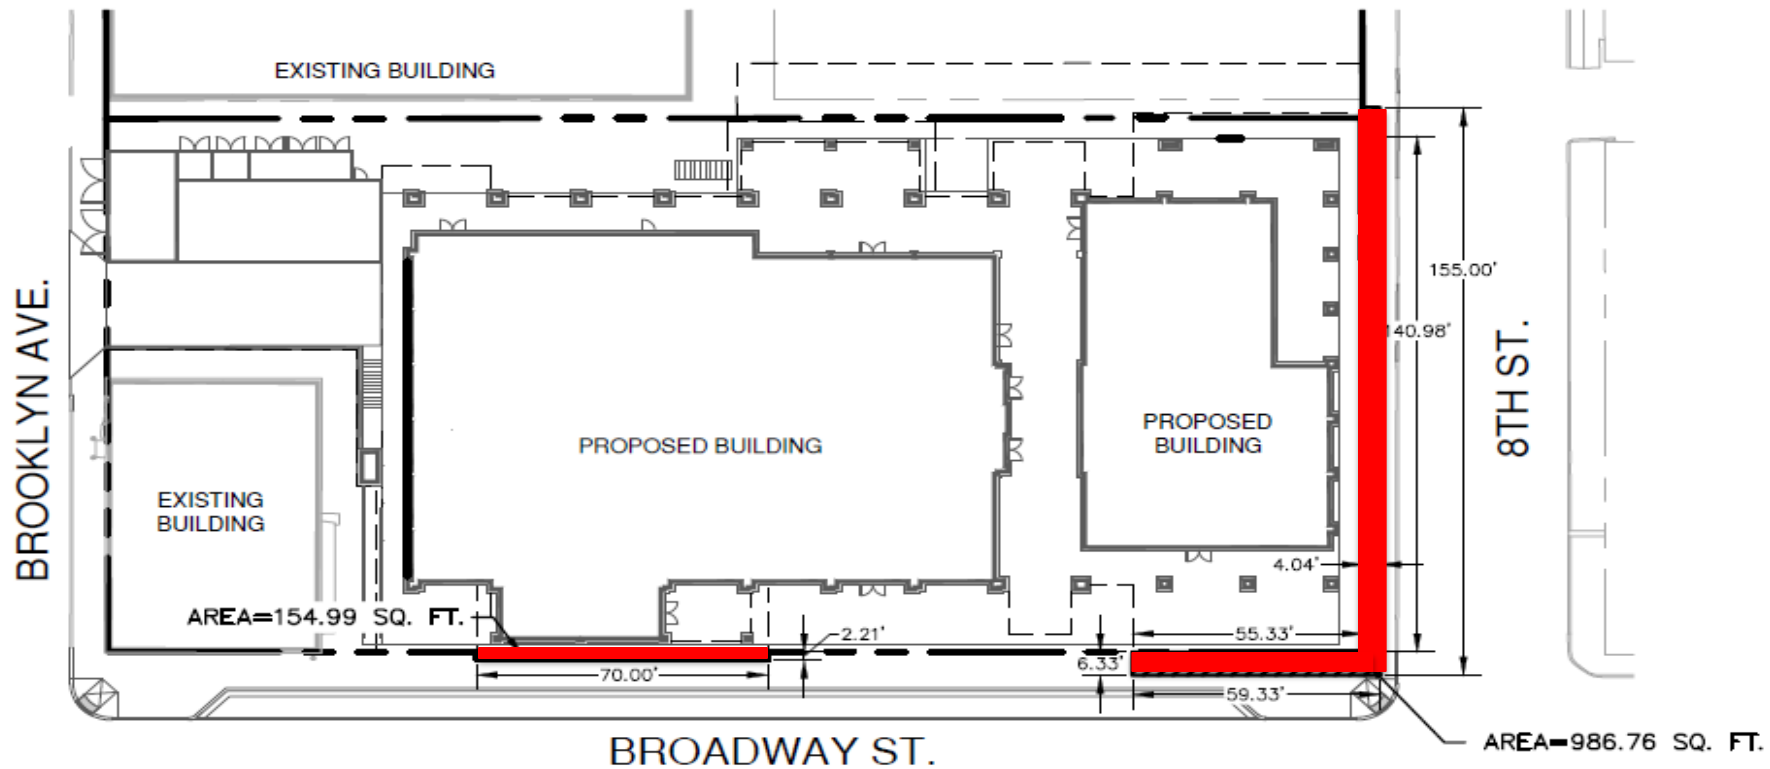 EXISTING BUILDING
155.00'
140.98'
BROOKLYN AVE.
8TH ST.
PROPOSED BUILDING
PROPOSED
BUILDING
EXISTING
BUILDING
4.04'
AREA=154.99 SQ. FT.
2.21'
55.33'
6.33'
70.00'
59.33'
BROADWAY ST.
AREA=986.76 SQ. FT.